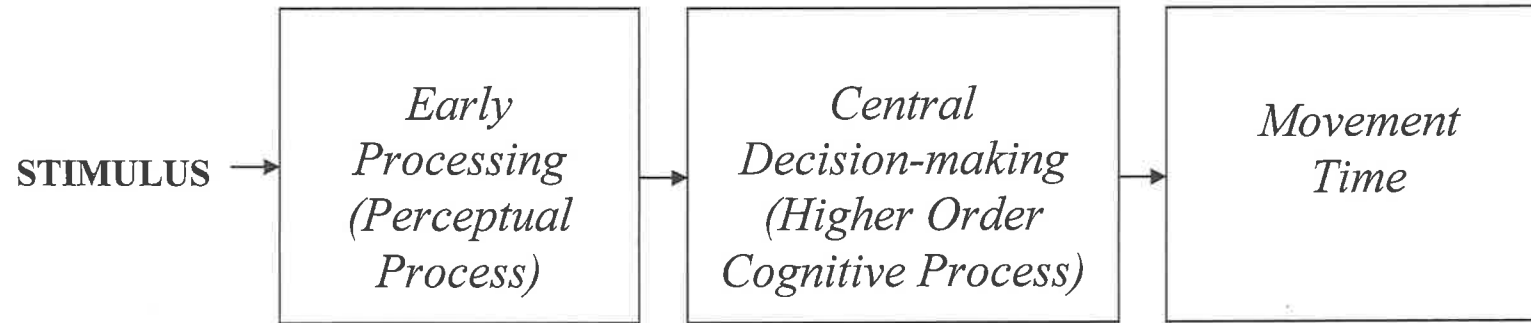 STIMULUS
Early
Processing
(Perceptual
Process)
Central
Decision-making
(Higher Order
Cognitive Process)
Movement
Time